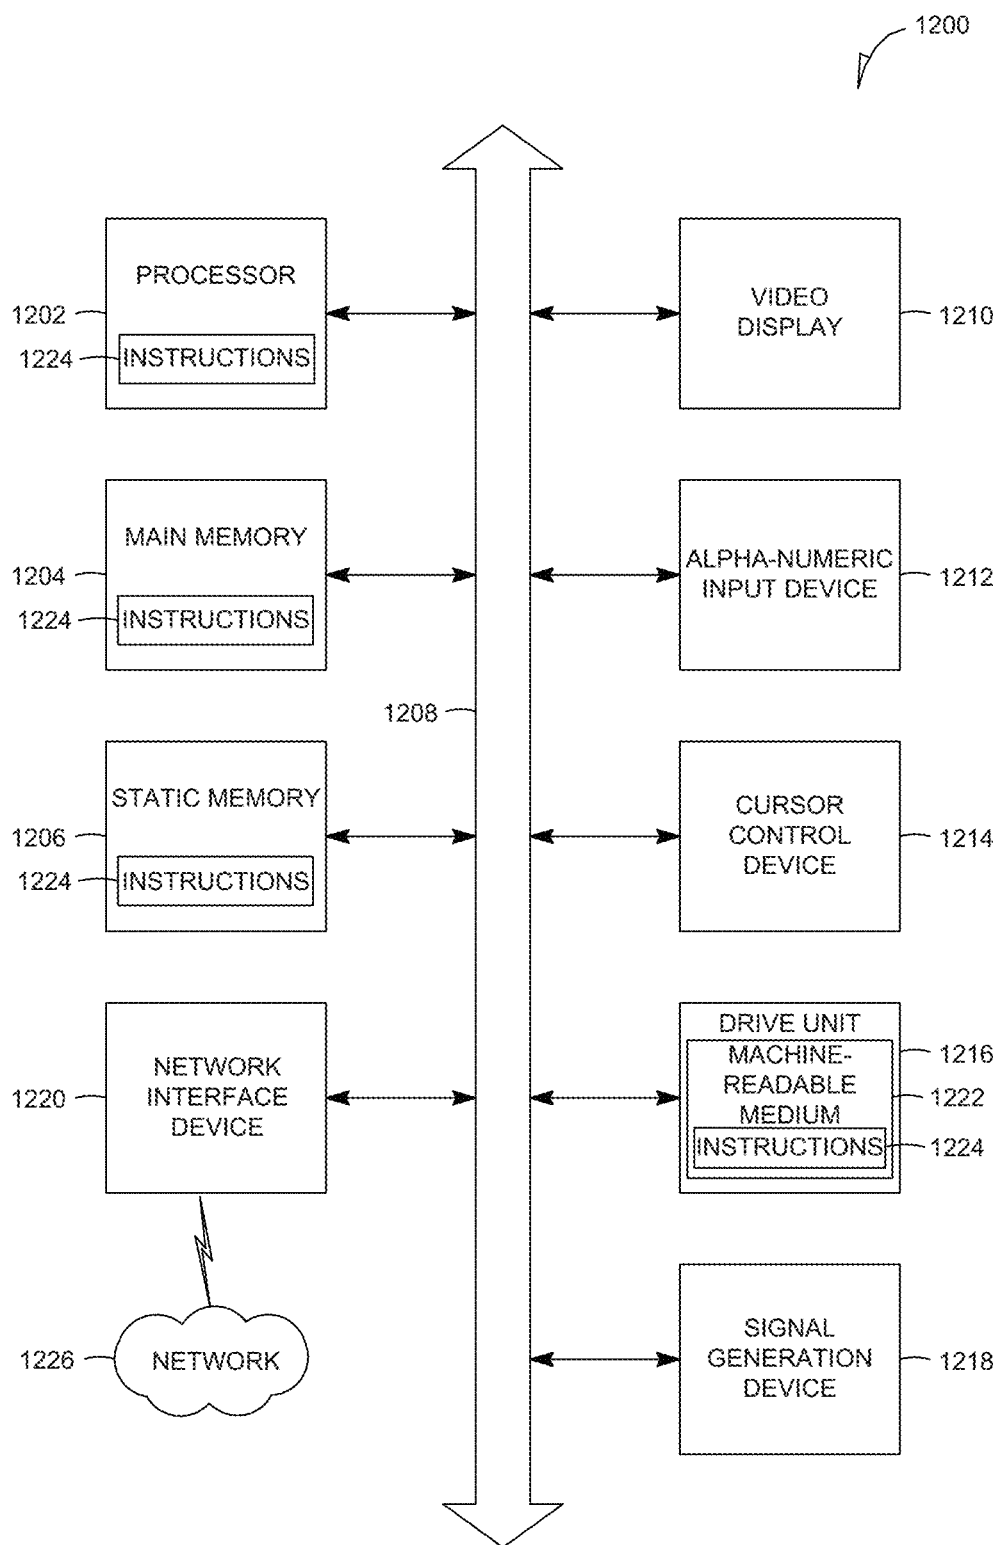 1200
PROCESSOR
1202
1224
INSTRUCTIONS
VIDEO
DISPLAY
1210
MAIN MEMORY
1204
1224
INSTRUCTIONS
ALPHA-NUMERIC
INPUT DEVICE
1212
1208
STATIC MEMORY
1206
1224
INSTRUCTIONS
CURSOR
CONTROL
DEVICE
1214
NETWORK
INTERFACE
DEVICE
1220
DRIVE UNIT
1216
MACHINE-
READABLE
MEDIUM
1222
INSTRUCTIONS
1224
1226
NETWORK
SIGNAL
GENERATION
DEVICE
1218